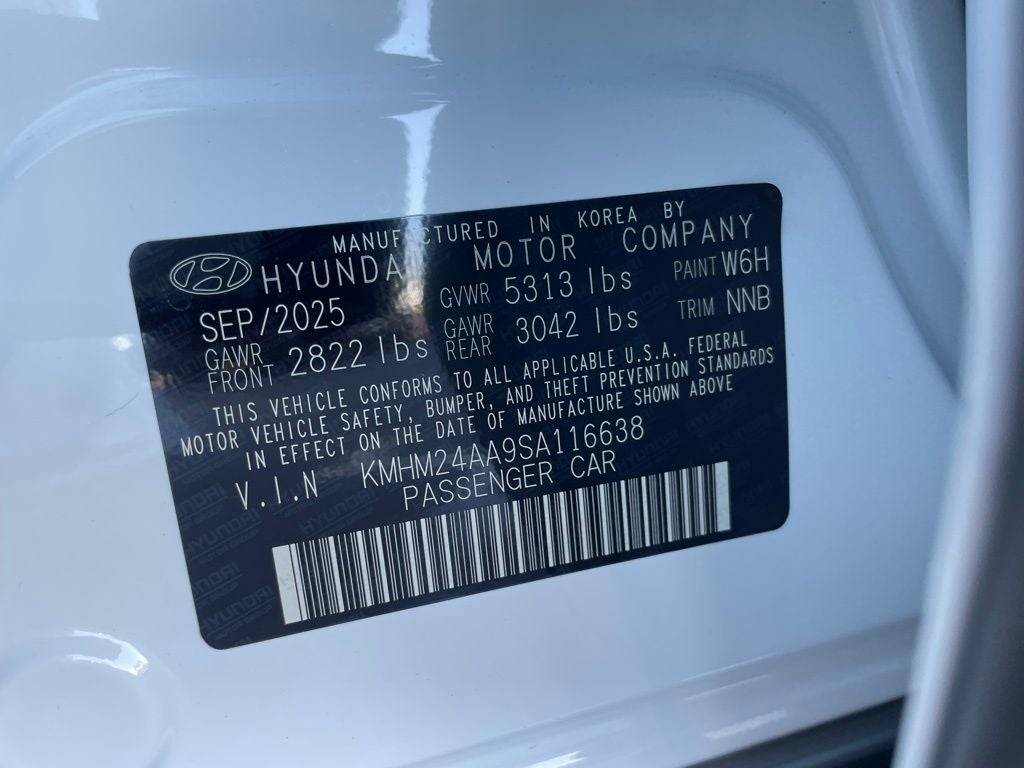 MANUFACTURED IN KOREA BY
HYUNDAI MOTOR COMPANY
SEP/2025 GVWR 5313 lbs PAINT W6H
GAWR FRONT 2822 lbs GAWR REAR 3042 lbs TRIM NNB
THIS VEHICLE CONFORMS TO ALL APPLICABLE U.S.A. FEDERAL
MOTOR VEHICLE SAFETY, BUMPER, AND THEFT PREVENTION STANDARDS
IN EFFECT ON THE DATE OF MANUFACTURE SHOWN ABOVE
V.I.N KMHM24AA9SA116638
PASSENGER CAR